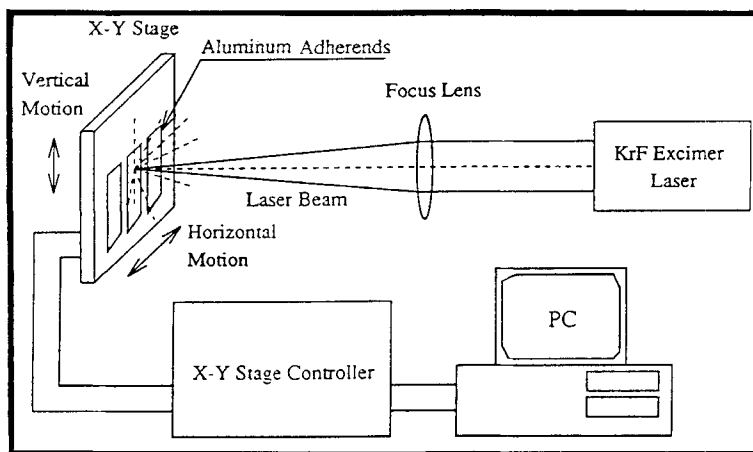 X-Y Stage
Aluminum Adherends
Vertical
Motion
Focus Lens
KrF Excimer
Laser
Laser Beam
Horizontal
Motion
PC
X-Y Stage Controller